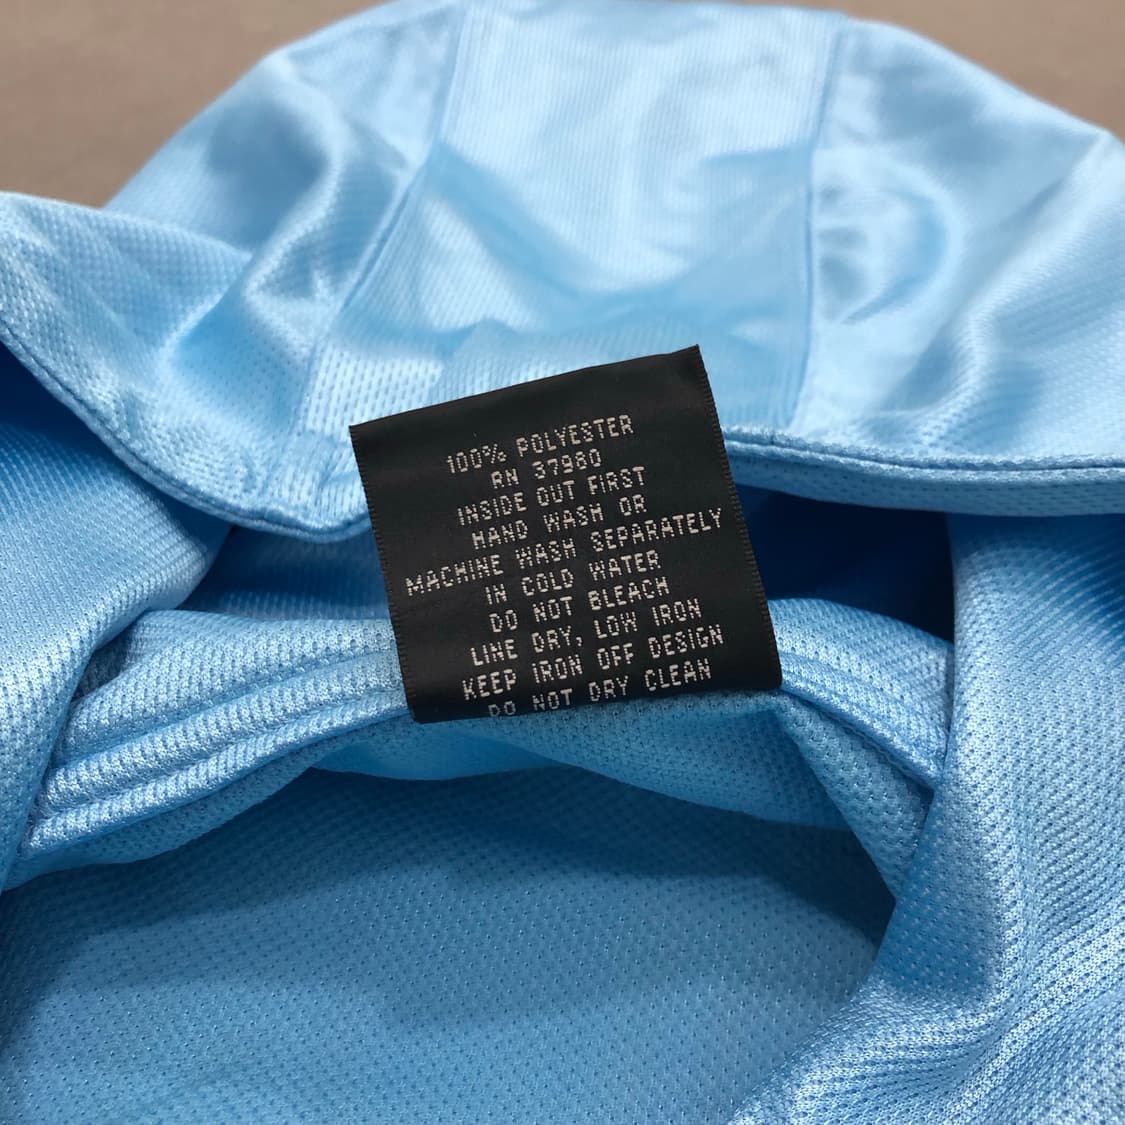 100% POLYESTER
RN 37980
INSIDE OUT FIRST
HAND WASH OR
MACHINE WASH SEPARATELY
IN COLD WATER
DO NOT BLEACH
LINE DRY, LOW IRON
KEEP IRON OFF DESIGN
DO NOT DRY CLEAN